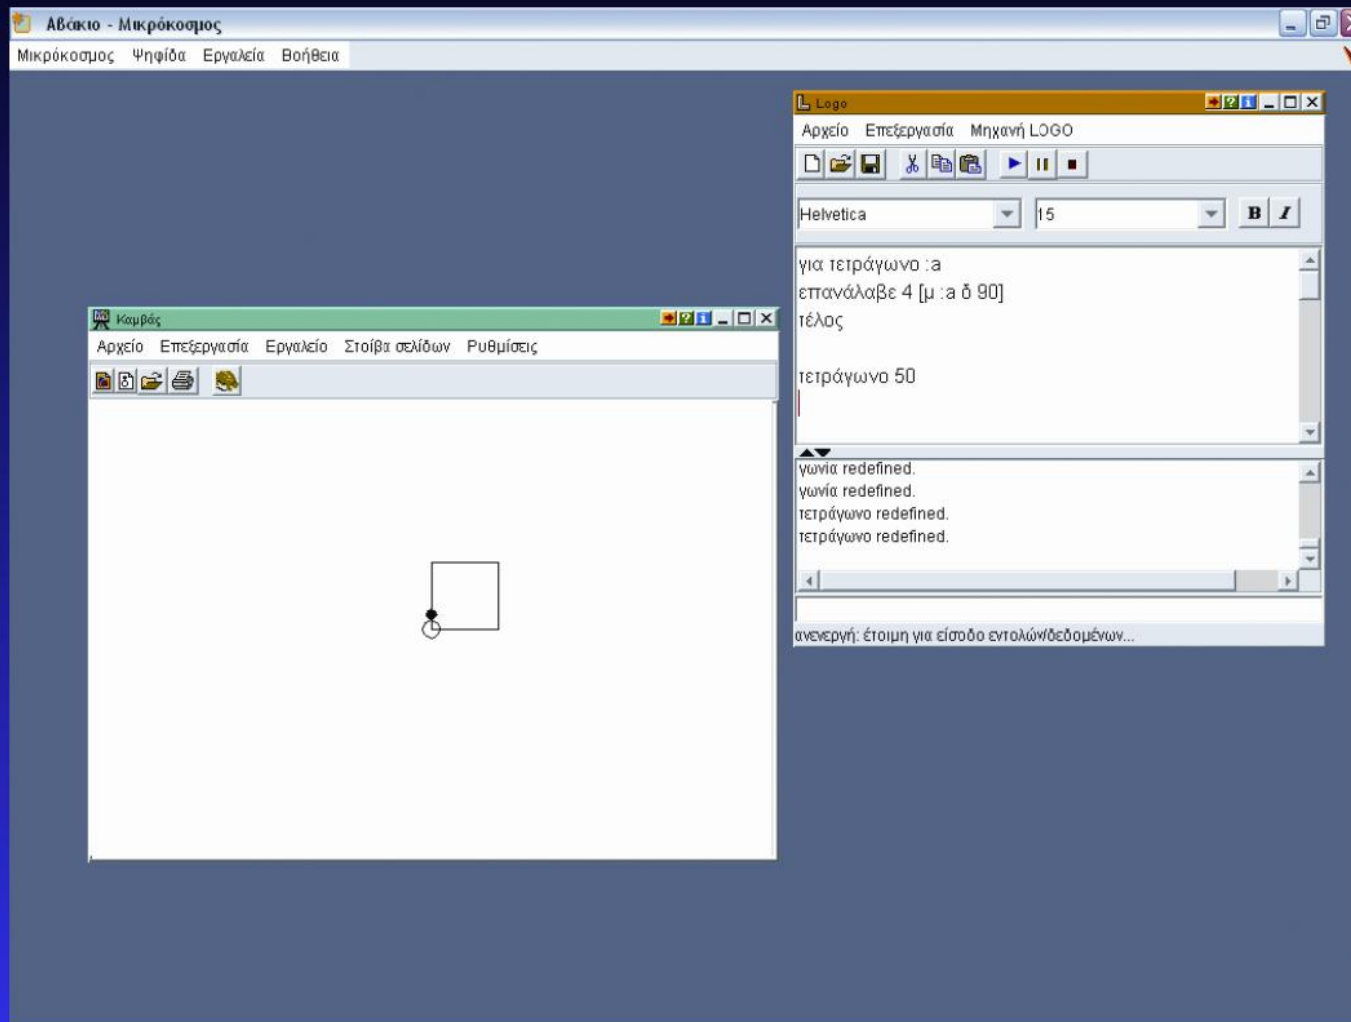 Αβάκιο - Μικρόκοσμος
Μικρόκοσμος Ψηφίδα Εργαλεία Βοήθεια
Logo
Αρχείο Επεξεργασία Μηχανή LOGO
Helvetica 15 B I
για τετράγωνο :a
επανάλαβε 4 [μ :a δ 90]
τέλος
τετράγωνο 50
γωνία redefined.
γωνία redefined.
τετράγωνο redefined.
τετράγωνο redefined.
ανενεργή: έτοιμη για είσοδο εντολών/δεδομένων...
Καμβάς
Αρχείο Επεξεργασία Εργαλείο Στοίβα σελίδων Ρυθμίσεις